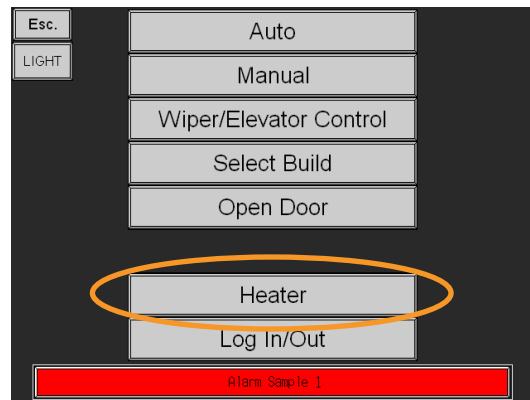 Esc.
LIGHT
Auto
Manual
Wiper/Elevator Control
Select Build
Open Door
Heater
Log In/Out
Alarm Sample 1